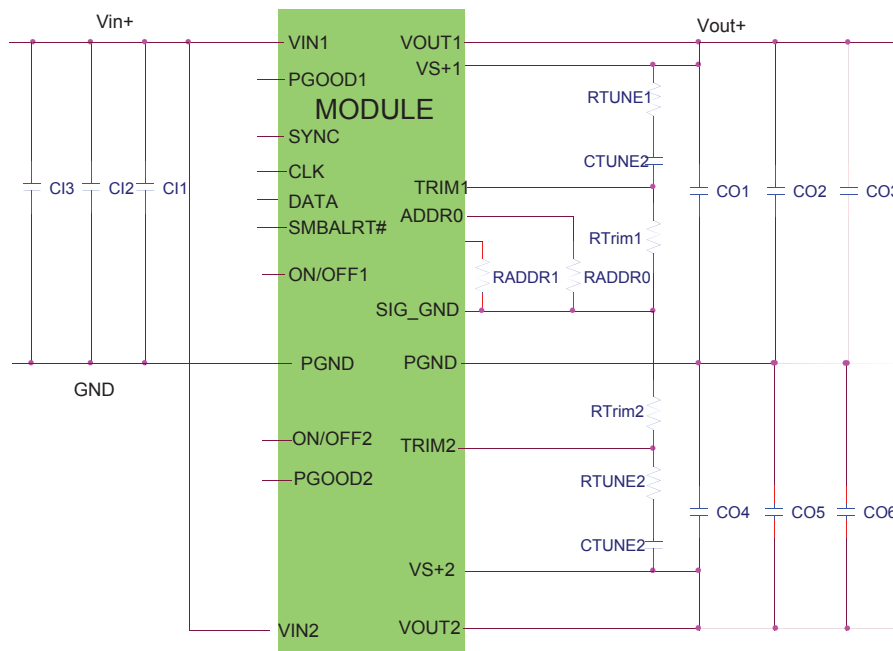 Vin+
Vout+
VIN1
VOUT1
VS+1
PGOOD1
RTUNE1
MODULE
SYNC
CTUNE2
CLK
TRIM1
CI3
CI2
CI1
CO1
CO2
CO3
DATA
ADDR0
SMBALRT#
RTrim1
ON/OFF1
RADDR1
RADDR0
SIG_GND
PGND
PGND
GND
RTrim2
ON/OFF2
TRIM2
PGOOD2
RTUNE2
CO4
CO5
CO6
CTUNE2
VS+2
VIN2
VOUT2